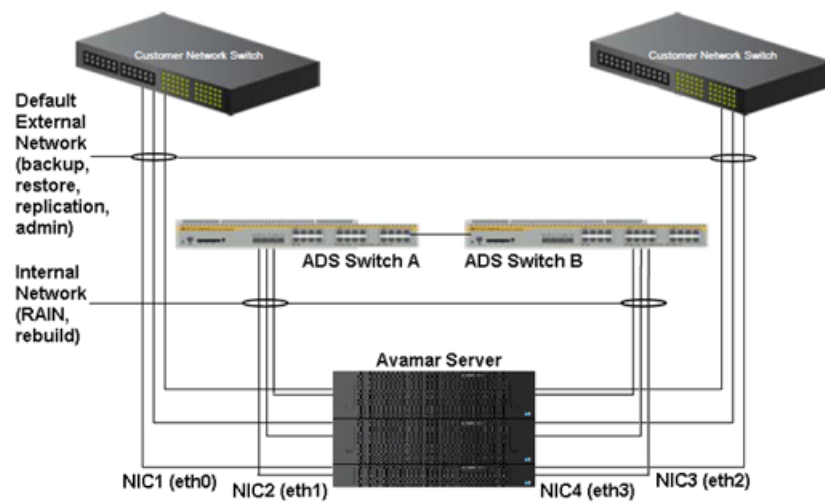 Customer Network Switch
Customer Network Switch
Default
External
Network
(backup,
restore,
replication,
admin)
ADS Switch A
ADS Switch B
Internal
Network
(RAIN,
rebuild)
Avamar Server
NIC1 (eth0)
NIC2 (eth1)
NIC4 (eth3)
NIC3 (eth2)